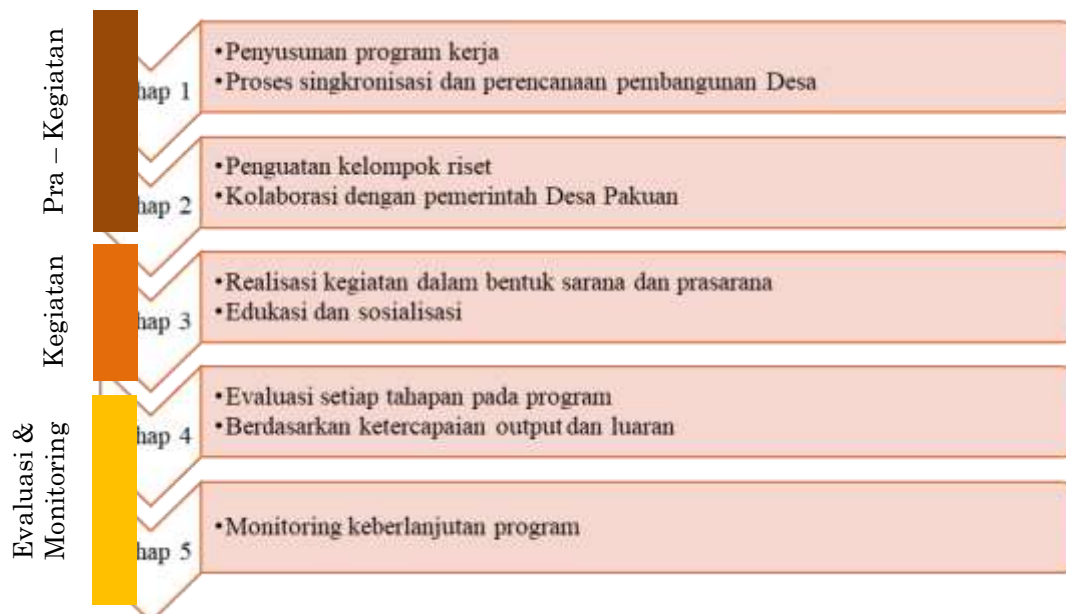 Pra – Kegiatan
hap 1
•Penyusunan program kerja
•Proses singkronisasi dan perencanaan pembangunan Desa
hap 2
•Penguatan kelompok riset
•Kolaborasi dengan pemerintah Desa Pakuan
Kegiatan
hap 3
•Realisasi kegiatan dalam bentuk sarana dan prasarana
•Edukasi dan sosialisasi
Evaluasi &
Monitoring
hap 4
•Evaluasi setiap tahapan pada program
•Berdasarkan ketercapaian output dan luaran
hap 5
•Monitoring keberlanjutan program